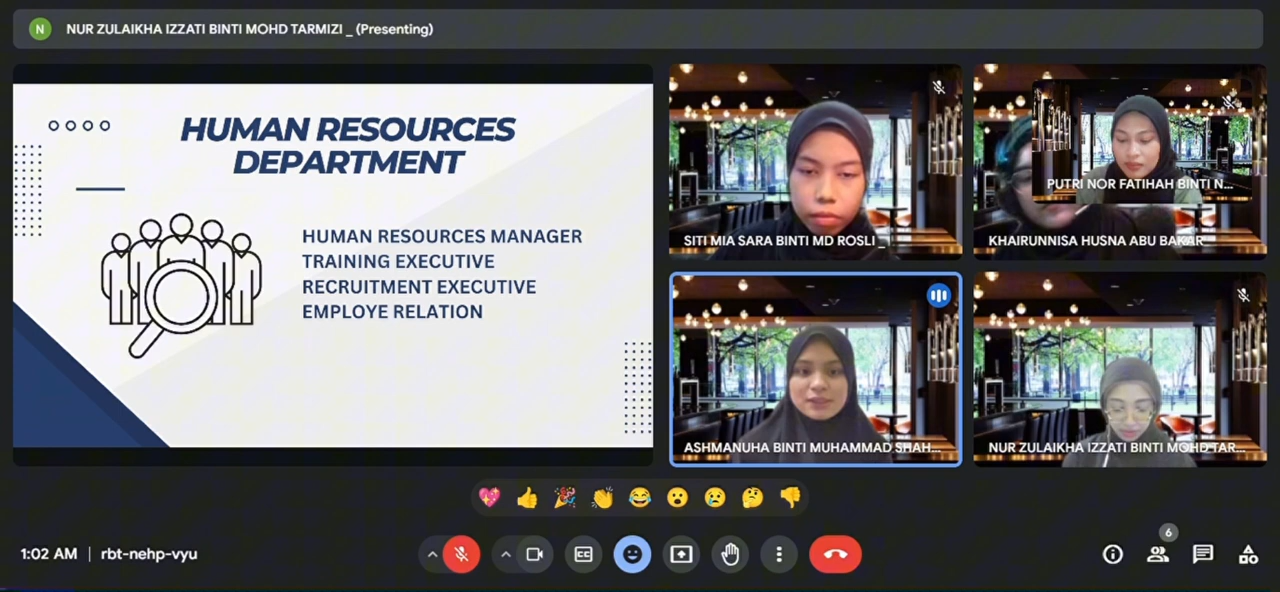 N
NUR ZULAIKHA IZZATI BINTI MOHD TARMIZI _ (Presenting)
HUMAN RESOURCES
DEPARTMENT
HUMAN RESOURCES MANAGER
TRAINING EXECUTIVE
RECRUITMENT EXECUTIVE
EMPLOYE RELATION
SITI MIA SARA BINTI MD ROSLI _
PUTRI NOR FATIHAH BINTI N...
KHAIRUNNISA HUSNA ABU BAKAR
ASHMANUHA BINTI MUHAMMAD SHAH...
NUR ZULAIKHA IZZATI BINTI MOHD TAR...
1:02 AM | rbt-nehp-vyu
CC
6